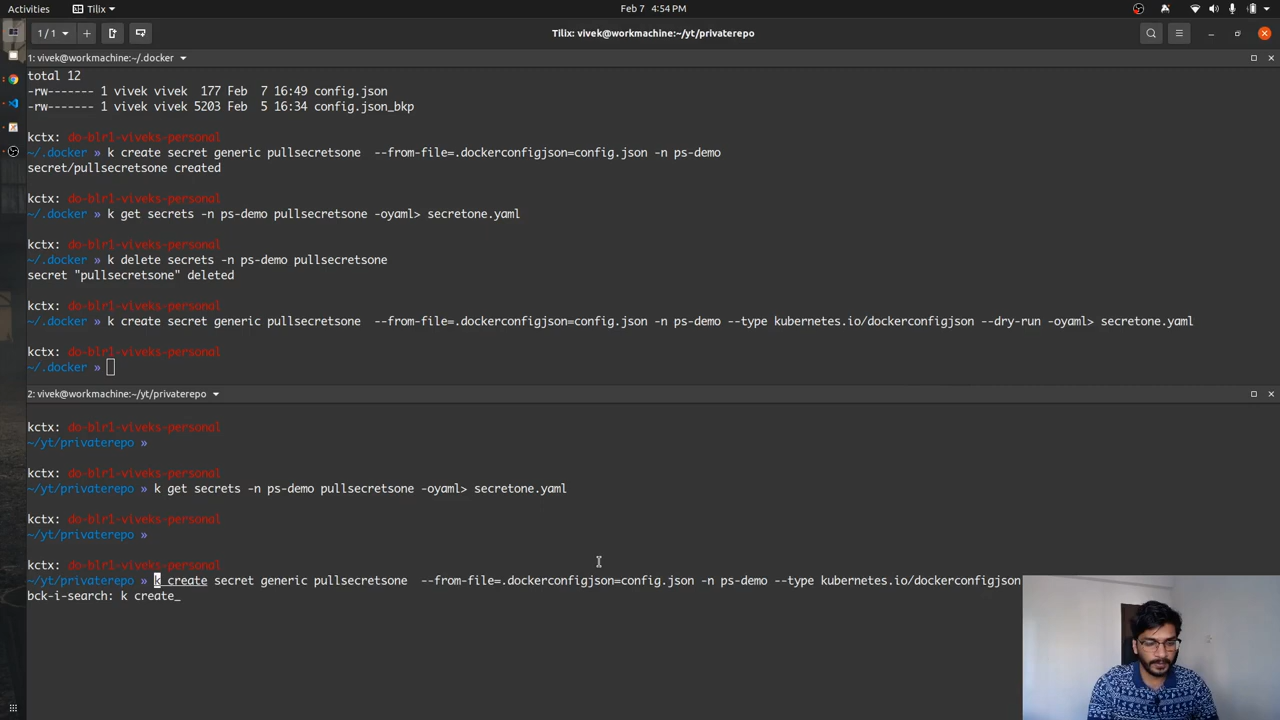 Activities
Tilix
Feb 7 4:54 PM
1 / 1
Tilix: vivek@workmachine:~/yt/privaterepo
1: vivek@workmachine:~/.docker
total 12
-rw------- 1 vivek vivek  177 Feb  7 16:49 config.json
-rw------- 1 vivek vivek 5203 Feb  5 16:34 config.json_bkp
kctx: do-blr1-viveks-personal
~/.docker » k create secret generic pullsecretsone  --from-file=.dockerconfigjson=config.json -n ps-demo
secret/pullsecretsone created
kctx: do-blr1-viveks-personal
~/.docker » k get secrets -n ps-demo pullsecretsone -oyaml> secretone.yaml
kctx: do-blr1-viveks-personal
~/.docker » k delete secrets -n ps-demo pullsecretsone
secret "pullsecretsone" deleted
kctx: do-blr1-viveks-personal
~/.docker » k create secret generic pullsecretsone  --from-file=.dockerconfigjson=config.json -n ps-demo --type kubernetes.io/dockerconfigjson --dry-run -oyaml> secretone.yaml
kctx: do-blr1-viveks-personal
~/.docker »
2: vivek@workmachine:~/yt/privaterepo
kctx: do-blr1-viveks-personal
~/yt/privaterepo »
kctx: do-blr1-viveks-personal
~/yt/privaterepo » k get secrets -n ps-demo pullsecretsone -oyaml> secretone.yaml
kctx: do-blr1-viveks-personal
~/yt/privaterepo »
kctx: do-blr1-viveks-personal
~/yt/privaterepo » k create secret generic pullsecretsone  --from-file=.dockerconfigjson=config.json -n ps-demo --type kubernetes.io/dockerconfigjson
bck-i-search: k create_